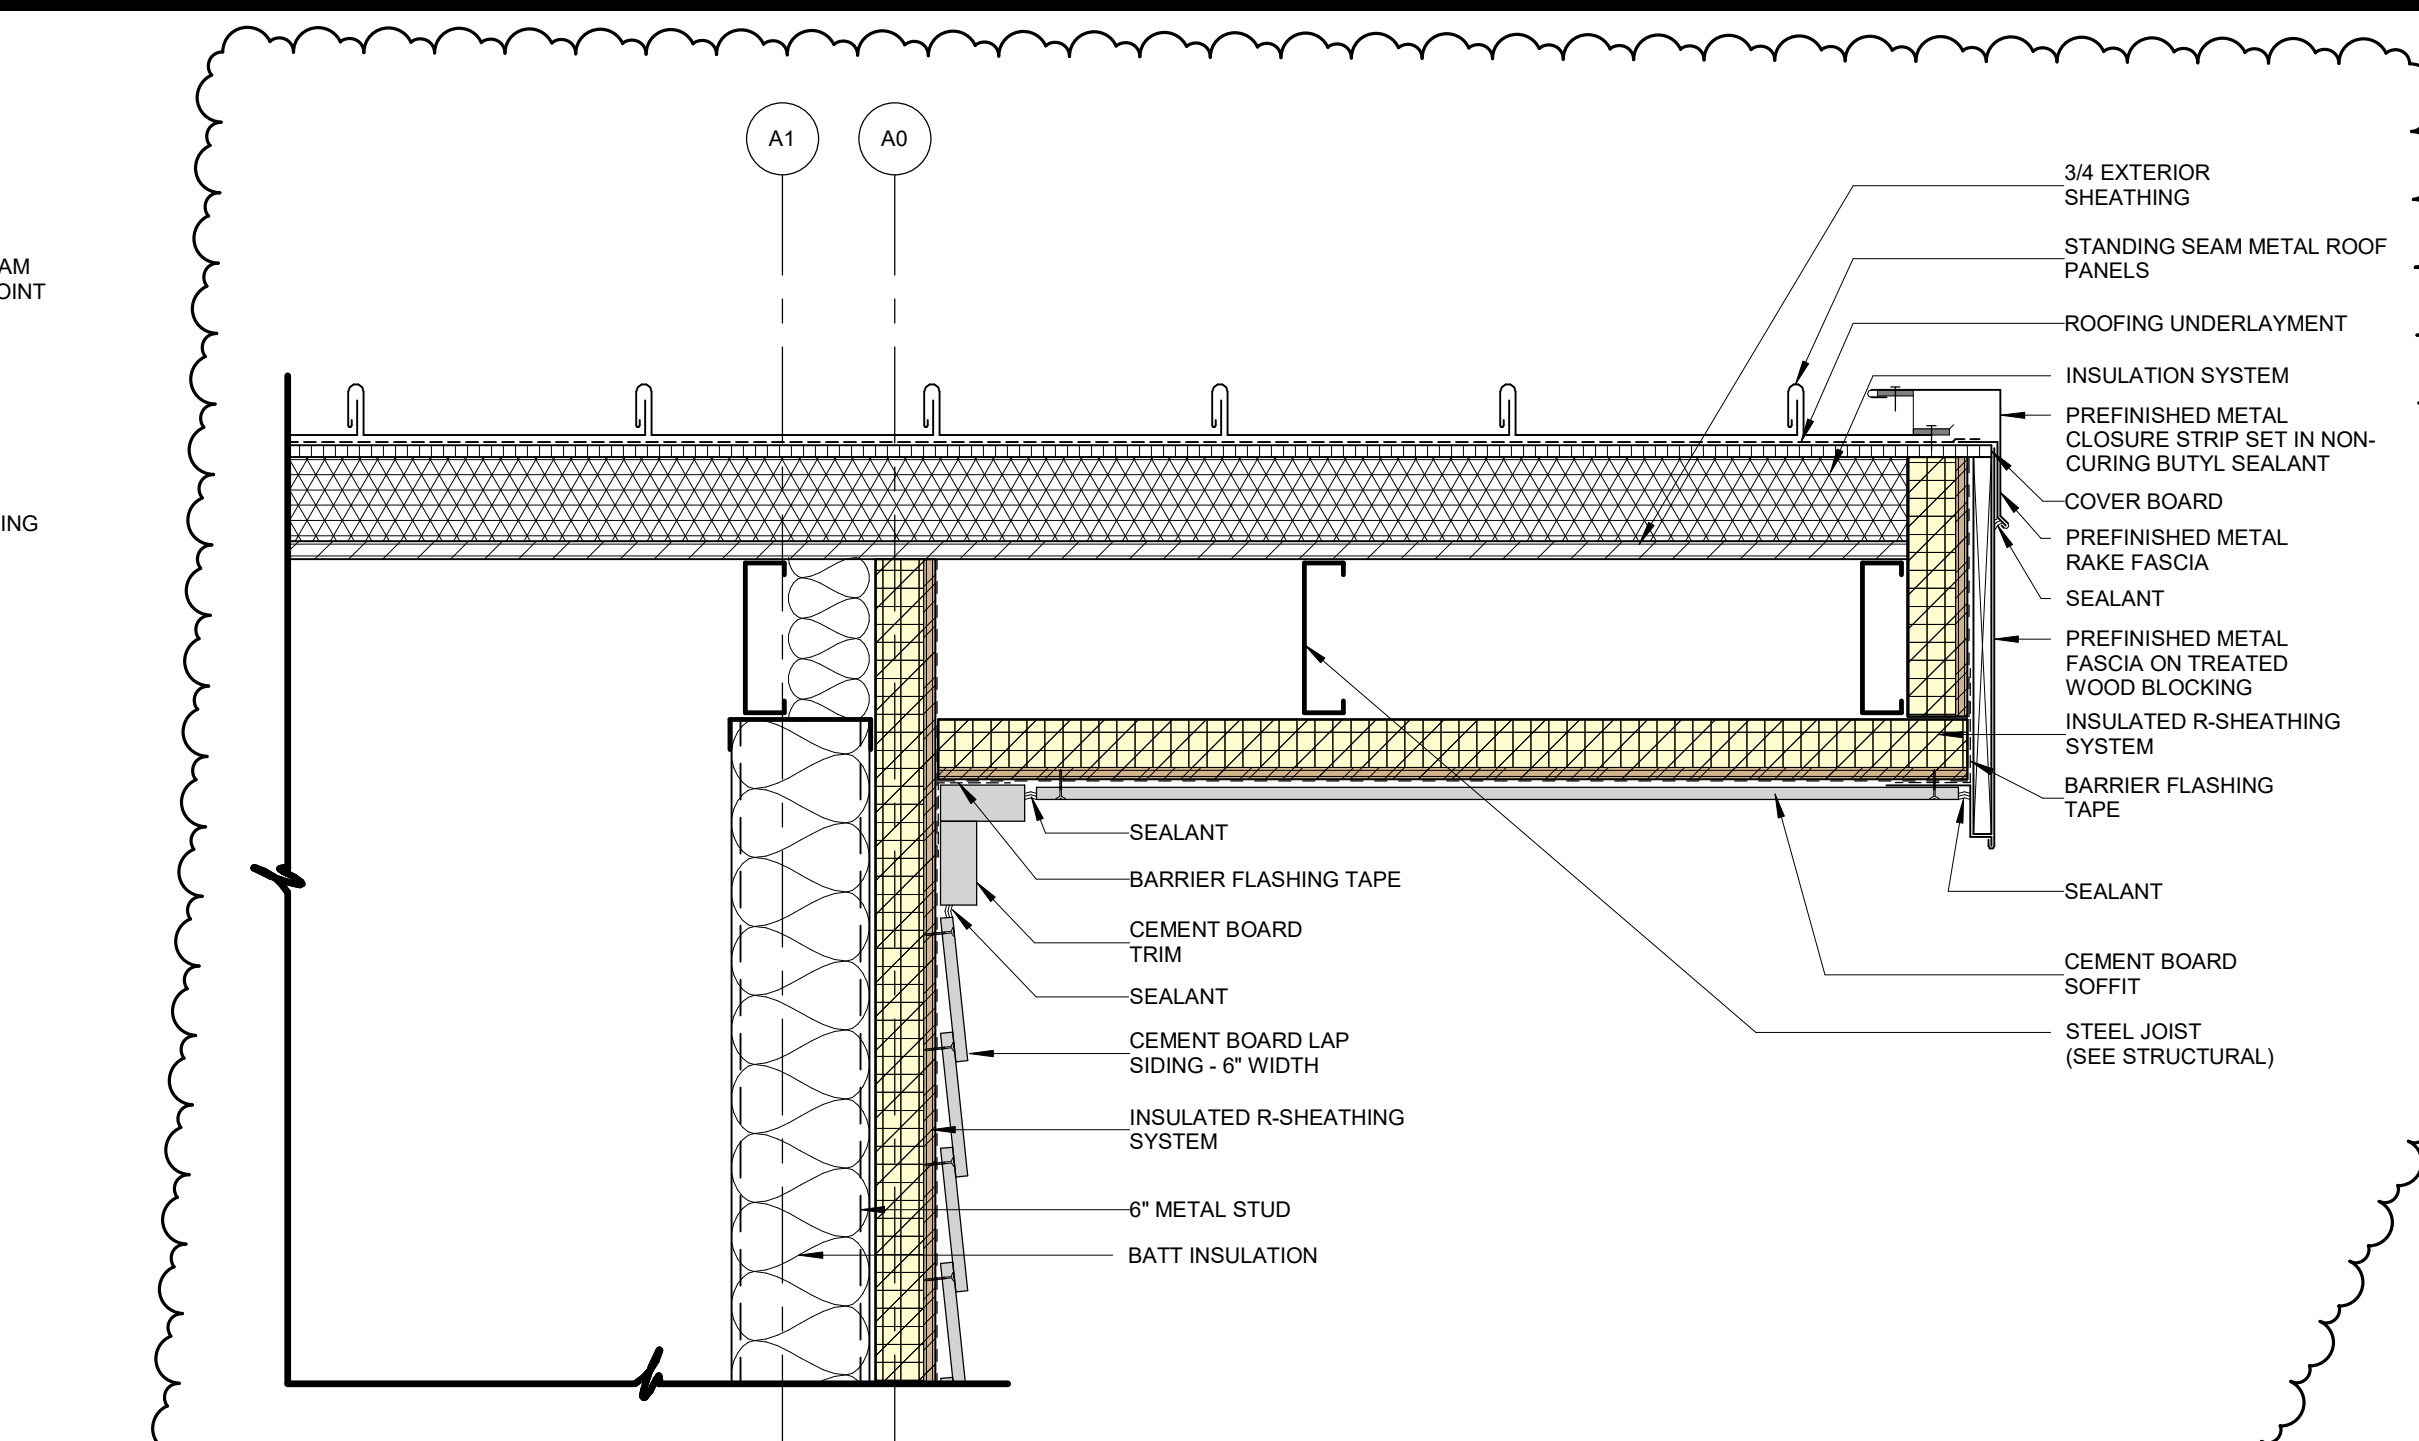 AM
OINT
ING
A1
A0
3/4 EXTERIOR
SHEATHING
STANDING SEAM METAL ROOF
PANELS
ROOFING UNDERLAYMENT
INSULATION SYSTEM
PREFINISHED METAL
CLOSURE STRIP SET IN NON-
CURING BUTYL SEALANT
COVER BOARD
PREFINISHED METAL
RAKE FASCIA
SEALANT
PREFINISHED METAL
FASCIA ON TREATED
WOOD BLOCKING
INSULATED R-SHEATHING
SYSTEM
BARRIER FLASHING
TAPE
SEALANT
CEMENT BOARD
SOFFIT
STEEL JOIST
(SEE STRUCTURAL)
SEALANT
BARRIER FLASHING TAPE
CEMENT BOARD
TRIM
SEALANT
CEMENT BOARD LAP
SIDING - 6" WIDTH
INSULATED R-SHEATHING
SYSTEM
6" METAL STUD
BATT INSULATION